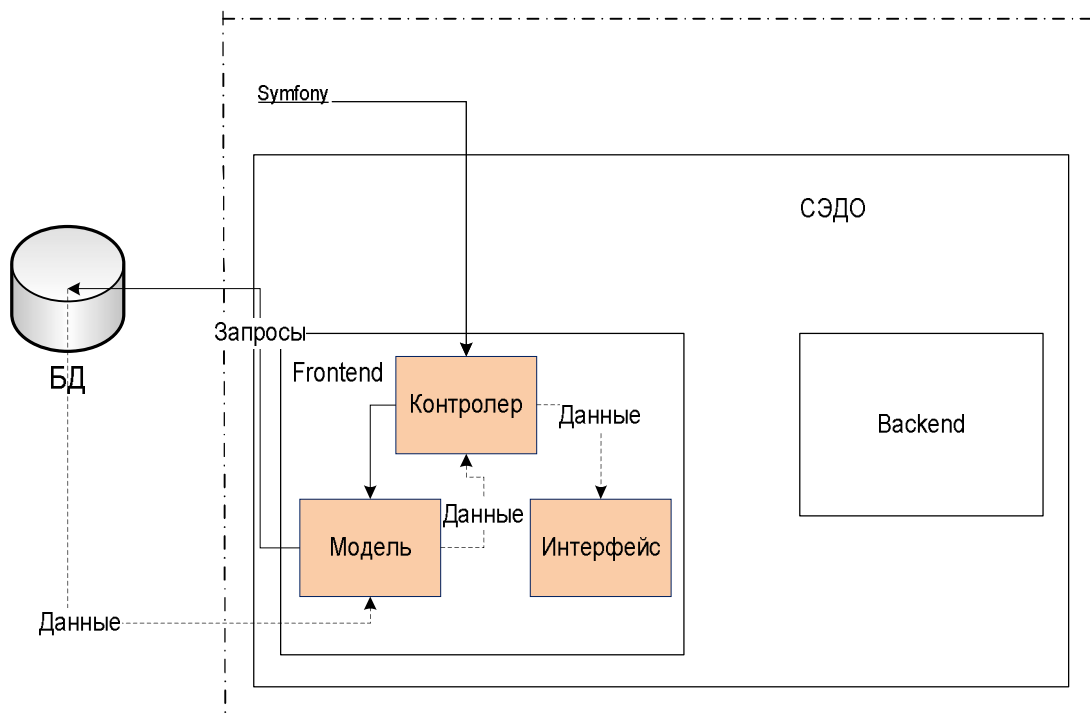 Symfony
СЭДО
Запросы
Frontend
БД
Контролер
Данные
Backend
Данные
Модель
Интерфейс
Данные